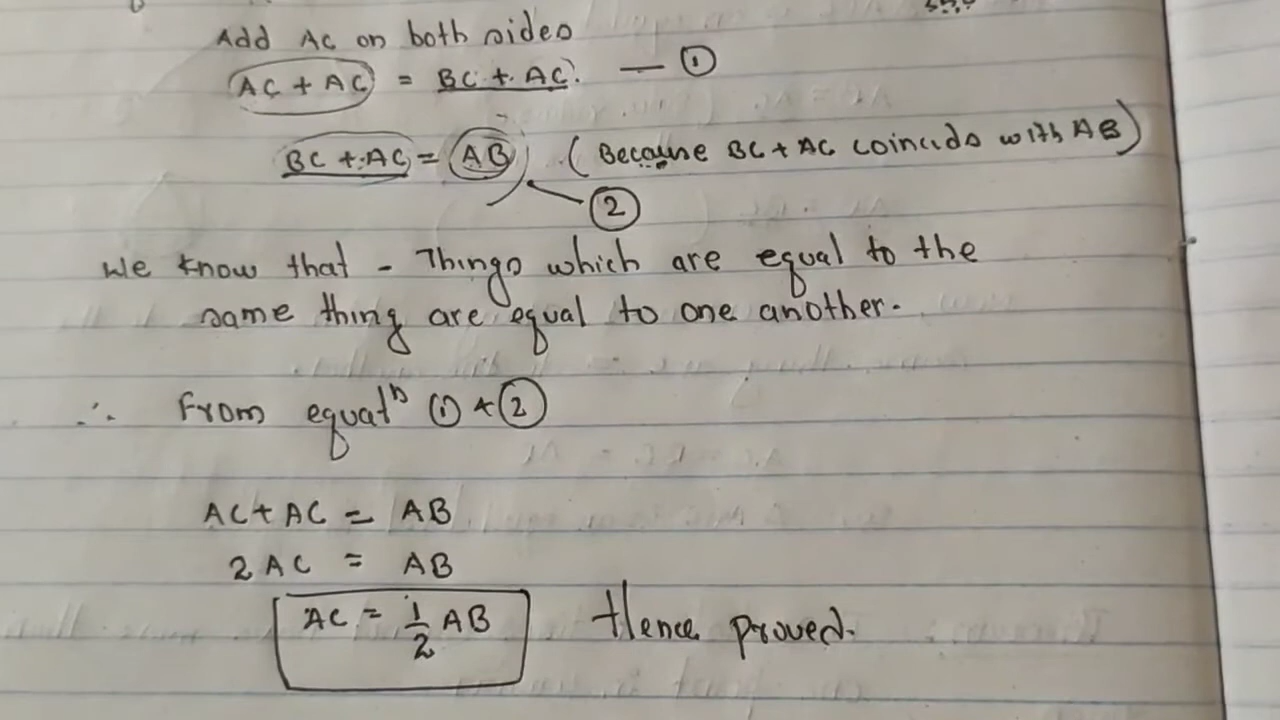 Add AC on both sides
AC + AC = BC + AC. — ①
BC + AC = AB (Because BC + AC coincids with AB)
②
We know that - Things which are equal to the
same thing are equal to one another.
∴ From equatⁿ ① & ②
AC + AC = AB
2 AC = AB
AC = 1/2 AB Hence proved.